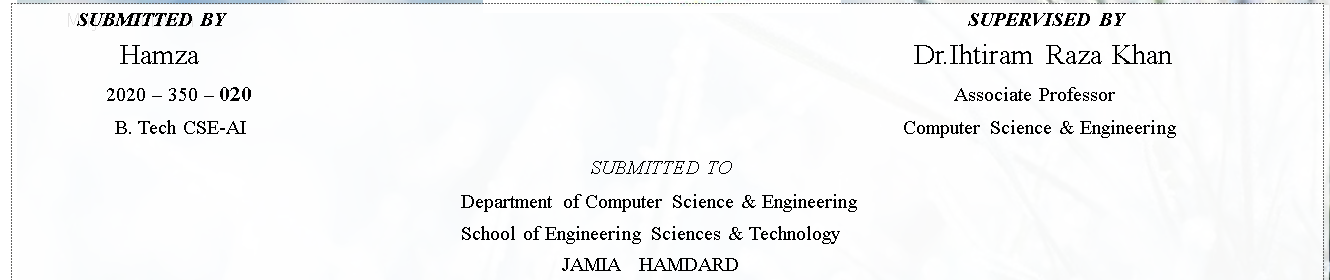 SUBMITTED BY
Hamza
2020 – 350 – 020
B. Tech CSE-AI
SUPERVISED BY
Dr.Ihtiram Raza Khan
Associate Professor
Computer Science & Engineering
SUBMITTED TO
Department of Computer Science & Engineering
School of Engineering Sciences & Technology
JAMIA HAMDARD